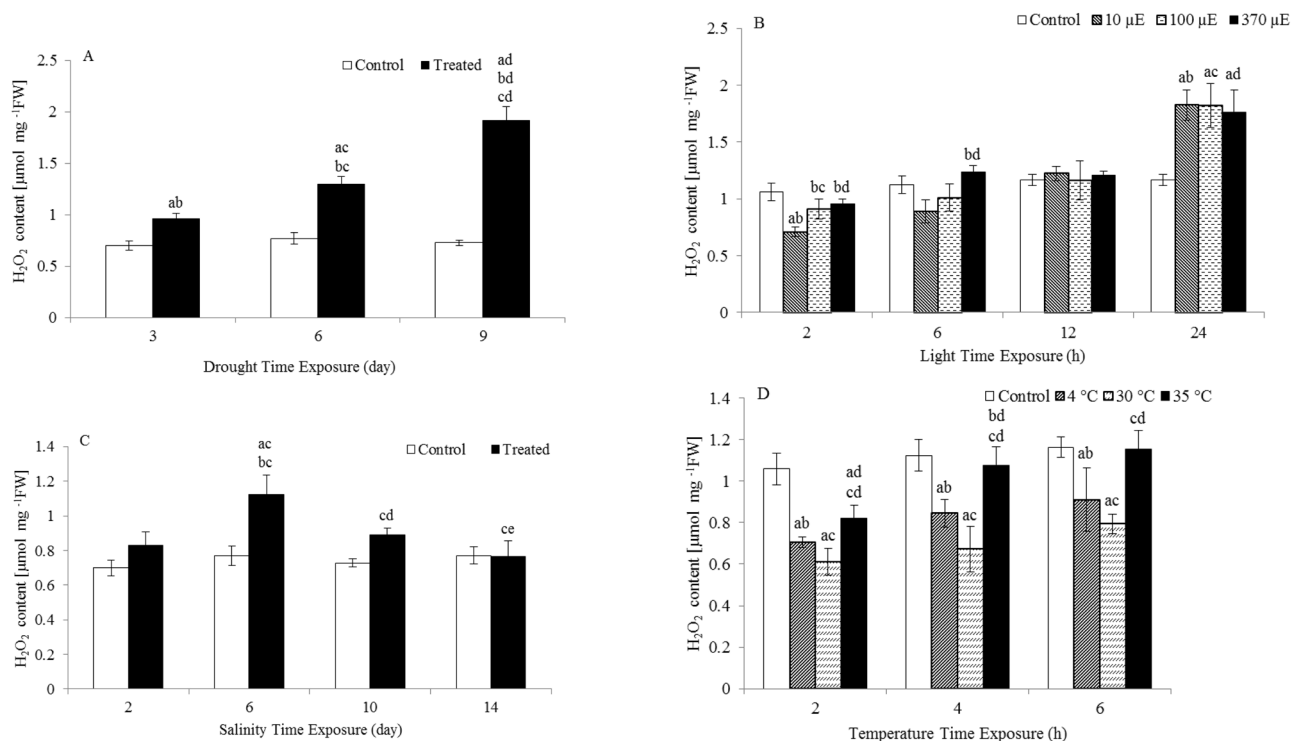 A
Control Treated
H₂O₂ content [µmol mg ⁻¹FW]
2.5
2
1.5
1
0.5
0
ab
ac
bc
ad
bd
cd
3 6 9
Drought Time Exposure (day)
B
Control 10 µE 100 µE 370 µE
H₂O₂ content [µmol mg ⁻¹FW]
2.5
2
1.5
1
0.5
0
ab bc bd
bd
ab ac ad
2 6 12 24
Light Time Exposure (h)
C
Control Treated
H₂O₂ content [µmol mg ⁻¹FW]
1.4
1.2
1
0.8
0.6
0.4
0.2
0
ac
bc
cd
ce
2 6 10 14
Salinity Time Exposure (day)
D
Control 4 °C 30 °C 35 °C
H₂O₂ content [µmol mg ⁻¹FW]
1.4
1.2
1
0.8
0.6
0.4
0.2
0
ab ac
ad
cd
ab ac
bd
cd
ab ac
cd
2 4 6
Temperature Time Exposure (h)